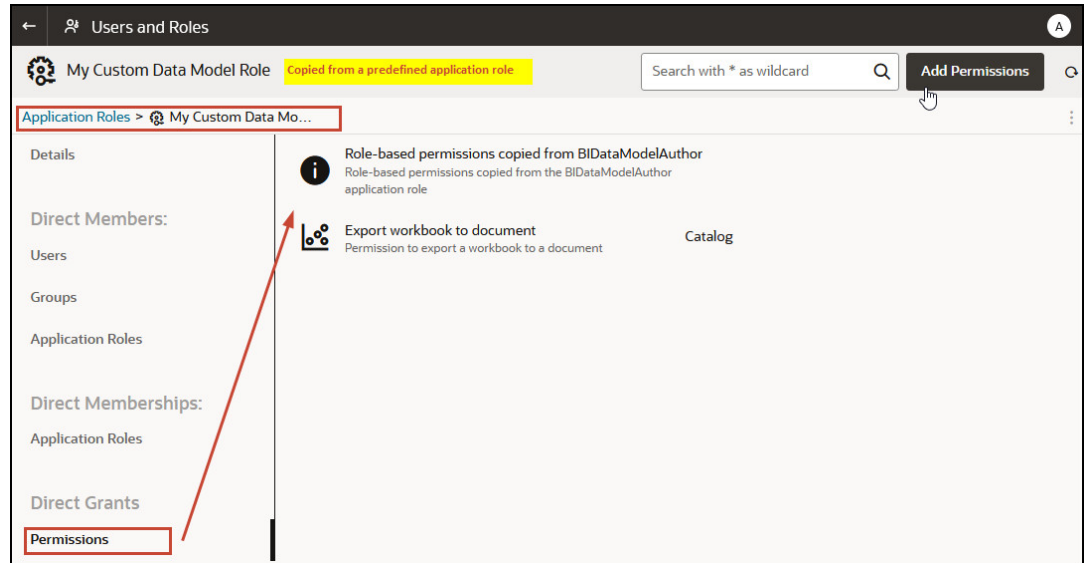 Users and Roles
A
My Custom Data Model Role
Copied from a predefined application role
Search with * as wildcard
Add Permissions
Application Roles > My Custom Data Mo...
Details
Role-based permissions copied from BIDataModelAuthor
Role-based permissions copied from the BIDataModelAuthor
application role
Direct Members:
Export workbook to document
Catalog
Permission to export a workbook to a document
Users
Groups
Application Roles
Direct Memberships:
Application Roles
Direct Grants
Permissions